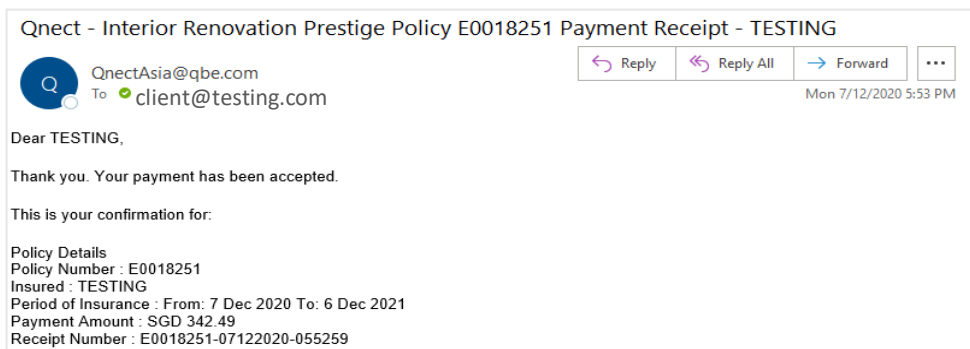 Qnect - Interior Renovation Prestige Policy E0018251 Payment Receipt - TESTING
Q
QnectAsia@qbe.com
To client@testing.com
Reply
Reply All
Forward
Mon 7/12/2020 5:53 PM
Dear TESTING,
Thank you. Your payment has been accepted.
This is your confirmation for:
Policy Details
Policy Number : E0018251
Insured : TESTING
Period of Insurance : From: 7 Dec 2020 To: 6 Dec 2021
Payment Amount : SGD 342.49
Receipt Number : E0018251-07122020-055259